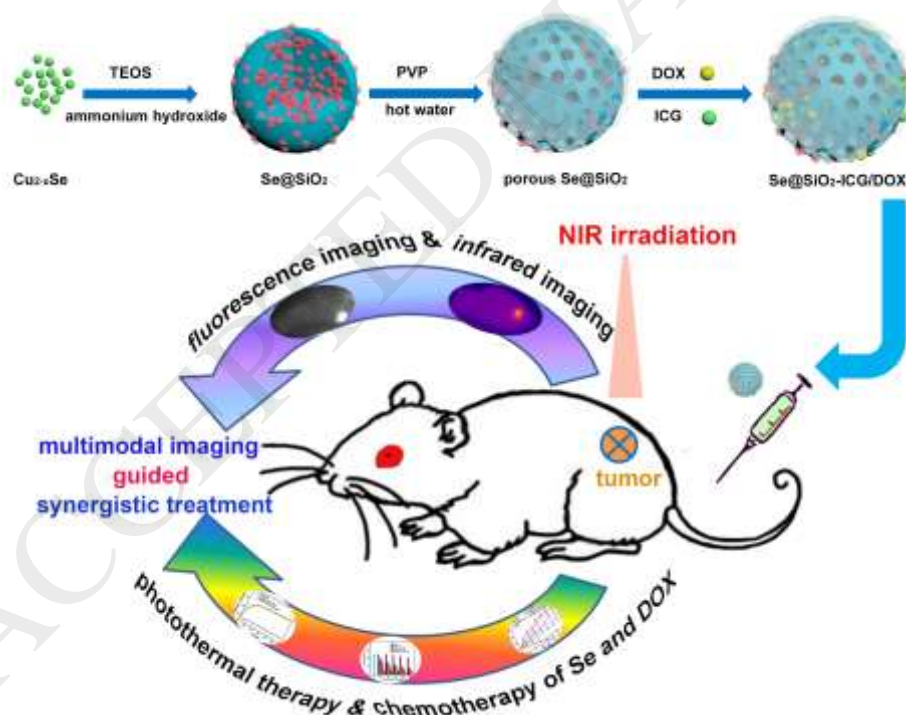 TEOS
ammonium hydroxide
PVP
hot water
DOX
ICG
Cu₂₋ₓSe
Se@SiO₂
porous Se@SiO₂
Se@SiO₂-ICG/DOX
fluorescence imaging & infrared imaging
NIR irradiation
multimodal imaging
guided
synergistic treatment
tumor
photothermal therapy & chemotherapy of Se and DOX
ACCEPTED MA